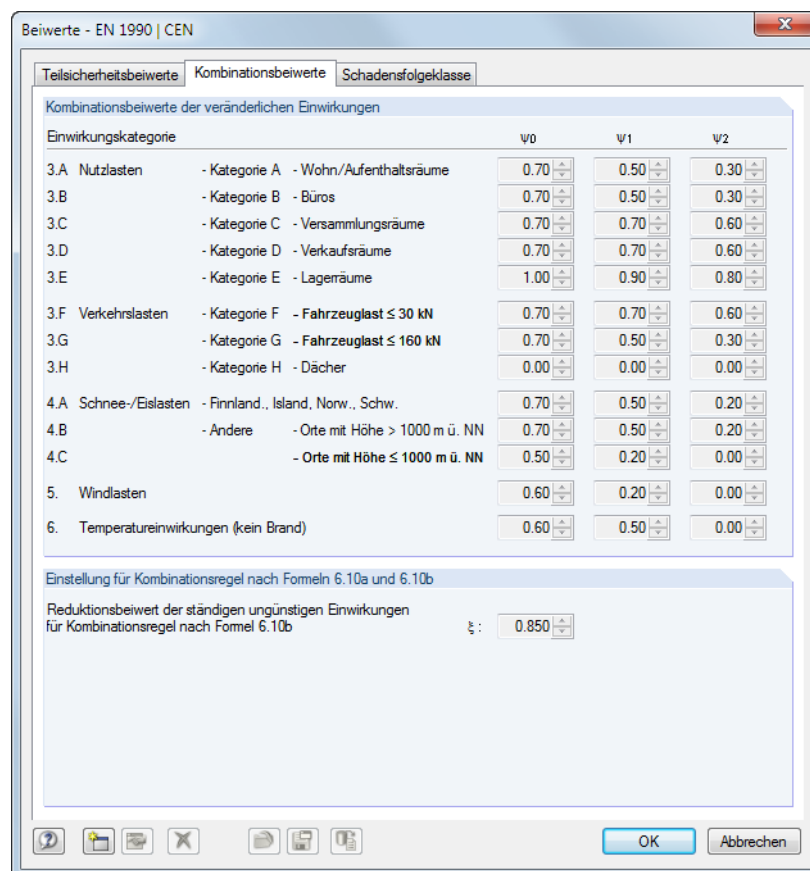 Beiwerte - EN 1990 | CEN
Teilsicherheitsbeiwerte Kombinationsbeiwerte Schadensfolgeklasse
Kombinationsbeiwerte der veränderlichen Einwirkungen
Einwirkungskategorie ψ0 ψ1 ψ2
3.A Nutzlasten - Kategorie A - Wohn/Aufenthaltsräume 0.70 0.50 0.30
3.B - Kategorie B - Büros 0.70 0.50 0.30
3.C - Kategorie C - Versammlungsräume 0.70 0.70 0.60
3.D - Kategorie D - Verkaufsräume 0.70 0.70 0.60
3.E - Kategorie E - Lagerräume 1.00 0.90 0.80
3.F Verkehrslasten - Kategorie F - Fahrzeuglast ≤ 30 kN 0.70 0.70 0.60
3.G - Kategorie G - Fahrzeuglast ≤ 160 kN 0.70 0.50 0.30
3.H - Kategorie H - Dächer 0.00 0.00 0.00
4.A Schnee-/Eislasten - Finnland., Island, Norw., Schw. 0.70 0.50 0.20
4.B - Andere - Orte mit Höhe > 1000 m ü. NN 0.70 0.50 0.20
4.C - Orte mit Höhe ≤ 1000 m ü. NN 0.50 0.20 0.00
5. Windlasten 0.60 0.20 0.00
6. Temperatureinwirkungen (kein Brand) 0.60 0.50 0.00
Einstellung für Kombinationsregel nach Formeln 6.10a und 6.10b
Reduktionsbeiwert der ständigen ungünstigen Einwirkungen
für Kombinationsregel nach Formel 6.10b ξ : 0.850
OK Abbrechen